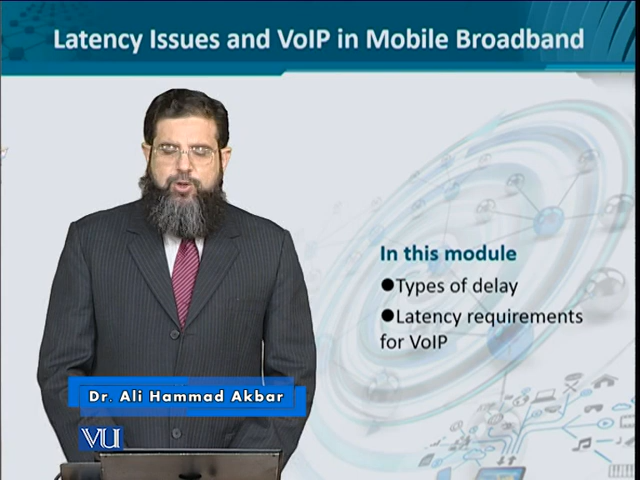 Latency Issues and VoIP in Mobile Broadband
In this module
●Types of delay
●Latency requirements
for VoIP
Dr. Ali Hammad Akbar
VU